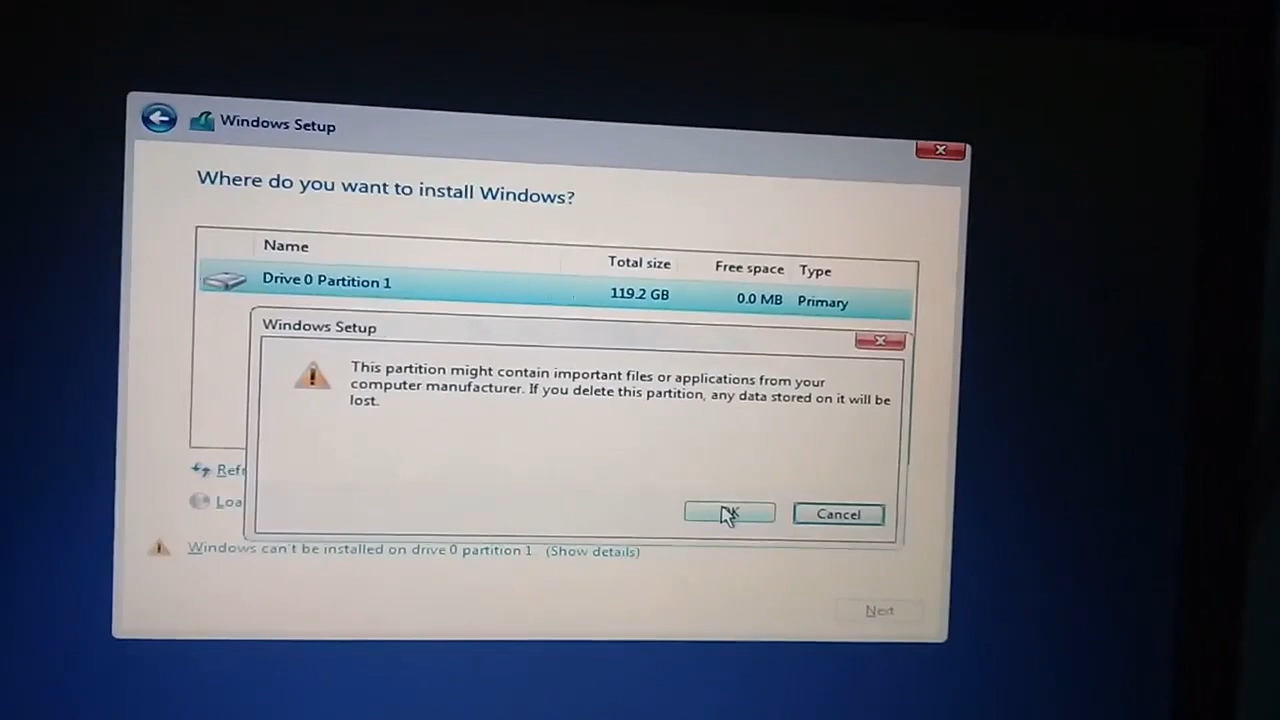 Windows Setup
Where do you want to install Windows?
Name Total size Free space Type
Drive 0 Partition 1 119.2 GB 0.0 MB Primary
Windows Setup
This partition might contain important files or applications from your
computer manufacturer. If you delete this partition, any data stored on it will be
lost.
Refr
Loa
OK Cancel
Windows can't be installed on drive 0 partition 1. (Show details)
Next